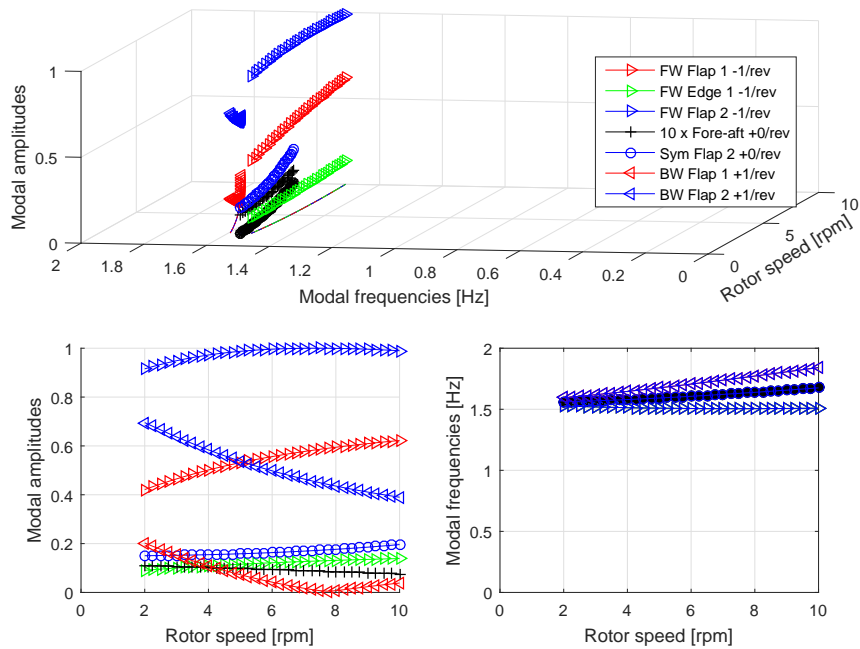 1
0.5
0
Modal amplitudes
2
1.8
1.6
1.4
1.2
1
0.8
0.6
0.4
0.2
0
Modal frequencies [Hz]
0
5
10
Rotor speed [rpm]
FW Flap 1 -1/rev
FW Edge 1 -1/rev
FW Flap 2 -1/rev
10 x Fore-aft +0/rev
Sym Flap 2 +0/rev
BW Flap 1 +1/rev
BW Flap 2 +1/rev
1
0.8
0.6
0.4
0.2
0
Modal amplitudes
0
2
4
6
8
10
Rotor speed [rpm]
2
1.5
1
0.5
0
Modal frequencies [Hz]
0
2
4
6
8
10
Rotor speed [rpm]